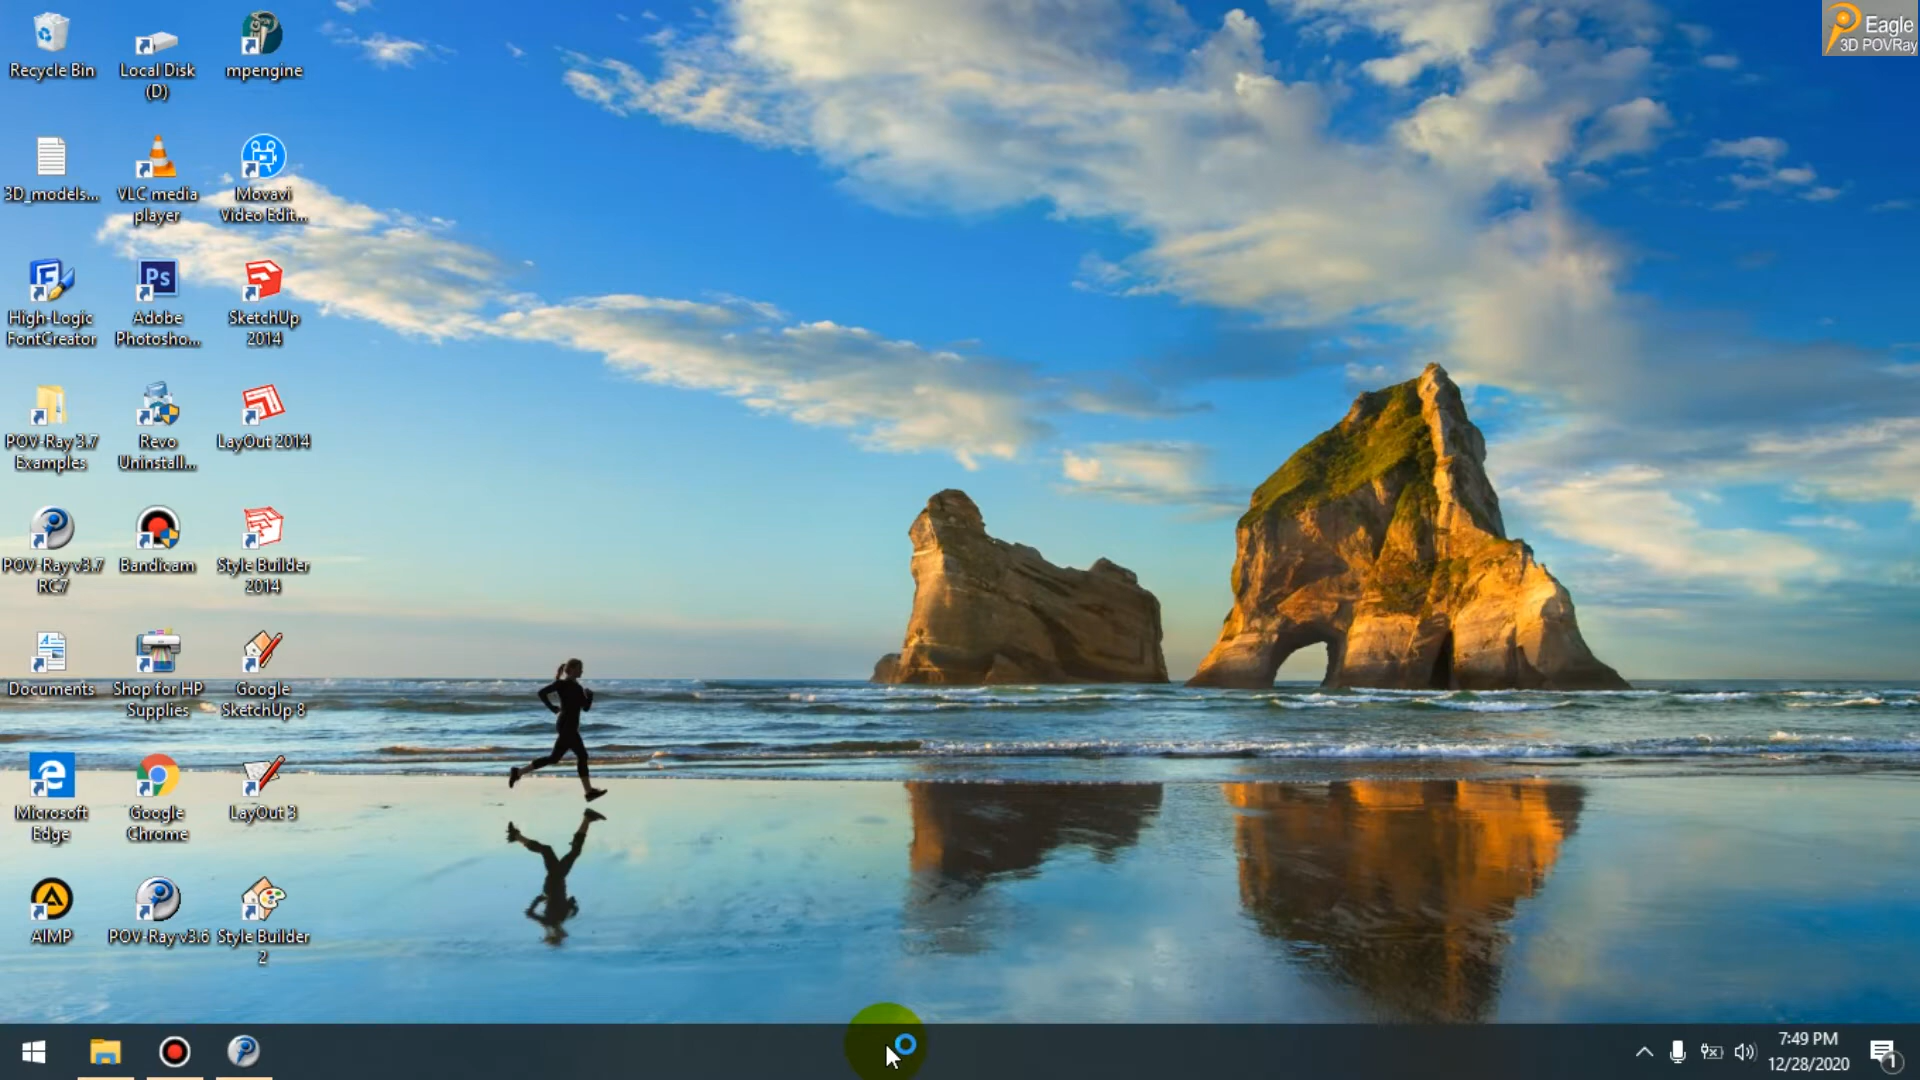 Recycle Bin
Local Disk
(D)
mpengine
3D_models...
VLC media
player
Movavi
Video Edit...
High-Logic
FontCreator
Ps
Adobe
Photosho...
SketchUp
2014
POV-Ray 3.7
Examples
Revo
Uninstall...
LayOut 2014
POV-Ray v3.7
RC7
Bandicam
Style Builder
2014
Documents
Shop for HP
Supplies
Google
SketchUp 8
Microsoft
Edge
Google
Chrome
LayOut 3
AIMP
POV-Ray v3.6
Style Builder
2
Eagle
3D POVRay
7:49 PM
12/28/2020
1